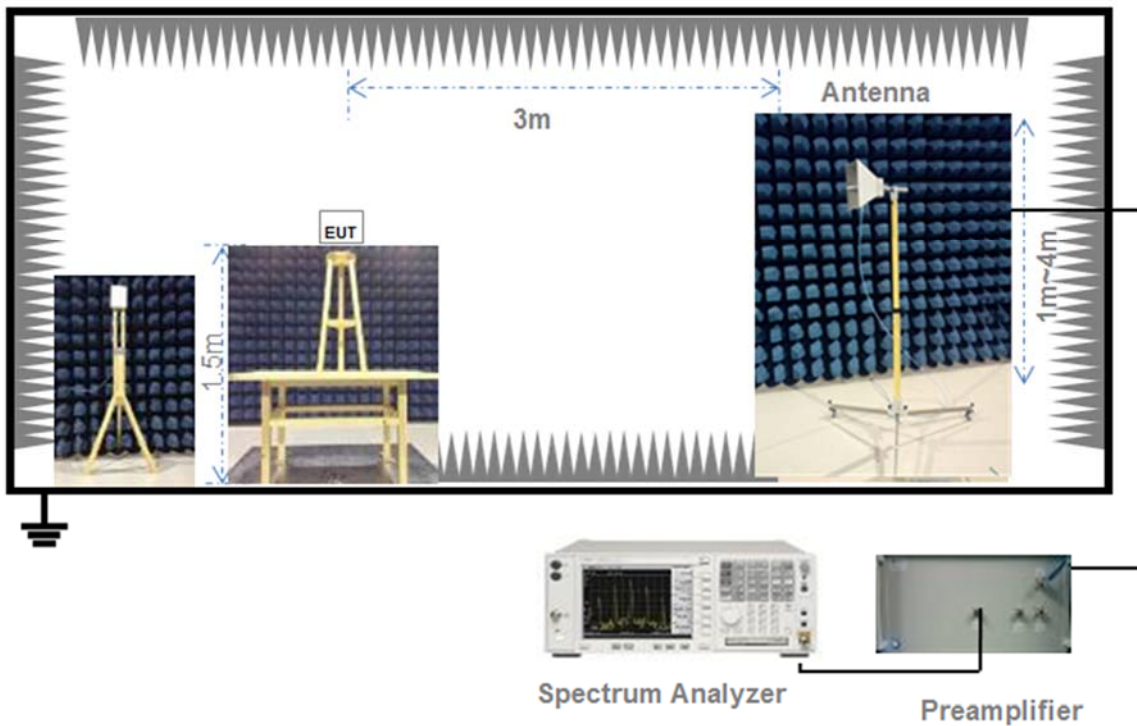 Antenna
3m
EUT
1.5m
1m~4m
Spectrum Analyzer
Preamplifier